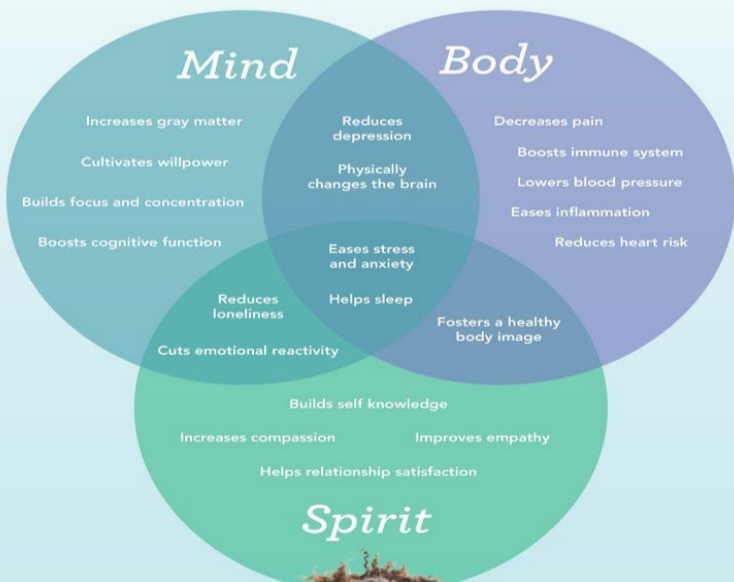 Mind
Body
Increases gray matter
Cultivates willpower
Builds focus and concentration
Boosts cognitive function
Reduces
depression
Physically
changes the brain
Decreases pain
Boosts immune system
Lowers blood pressure
Eases inflammation
Reduces heart risk
Eases stress
and anxiety
Helps sleep
Reduces
loneliness
Cuts emotional reactivity
Fosters a healthy
body image
Builds self knowledge
Increases compassion
Improves empathy
Helps relationship satisfaction
Spirit